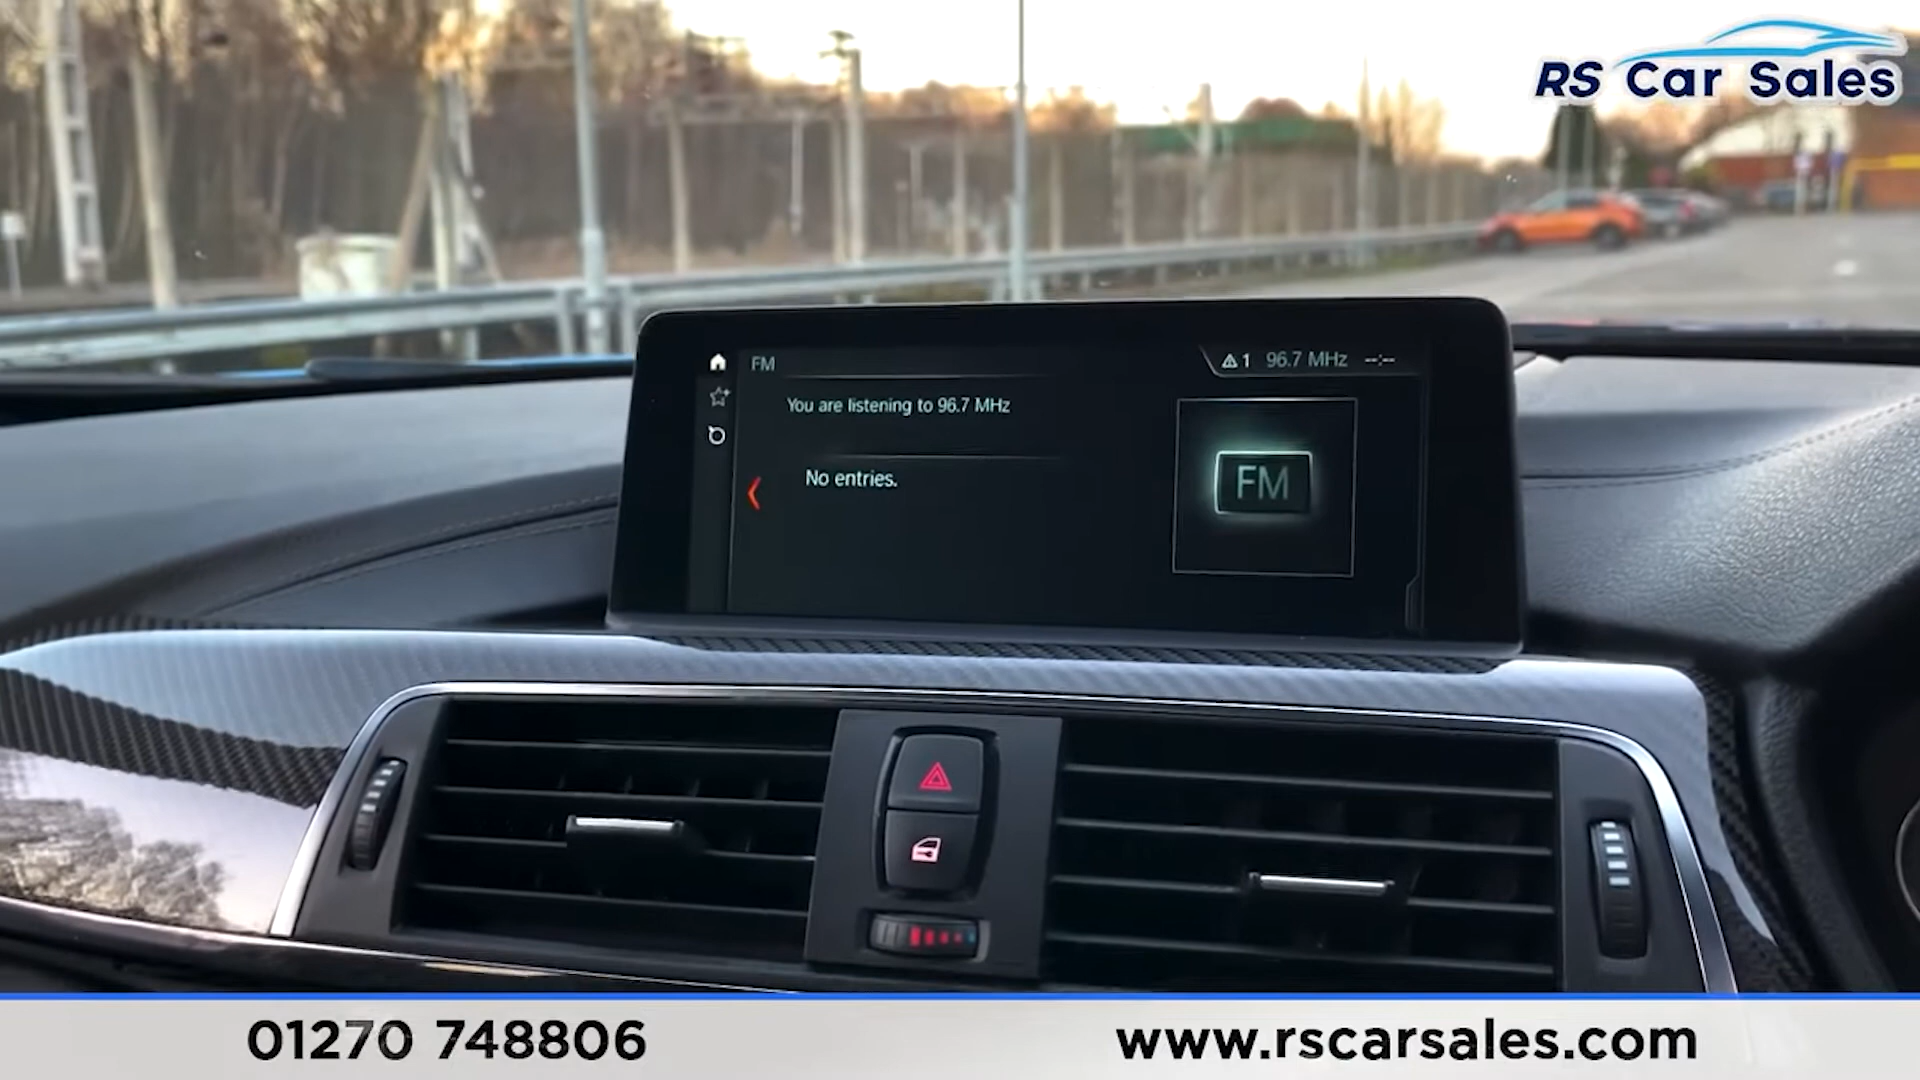 RS Car Sales
FM
1 96.7 MHz --:--
You are listening to 96.7 MHz
No entries.
FM
01270 748806
www.rscarsales.com